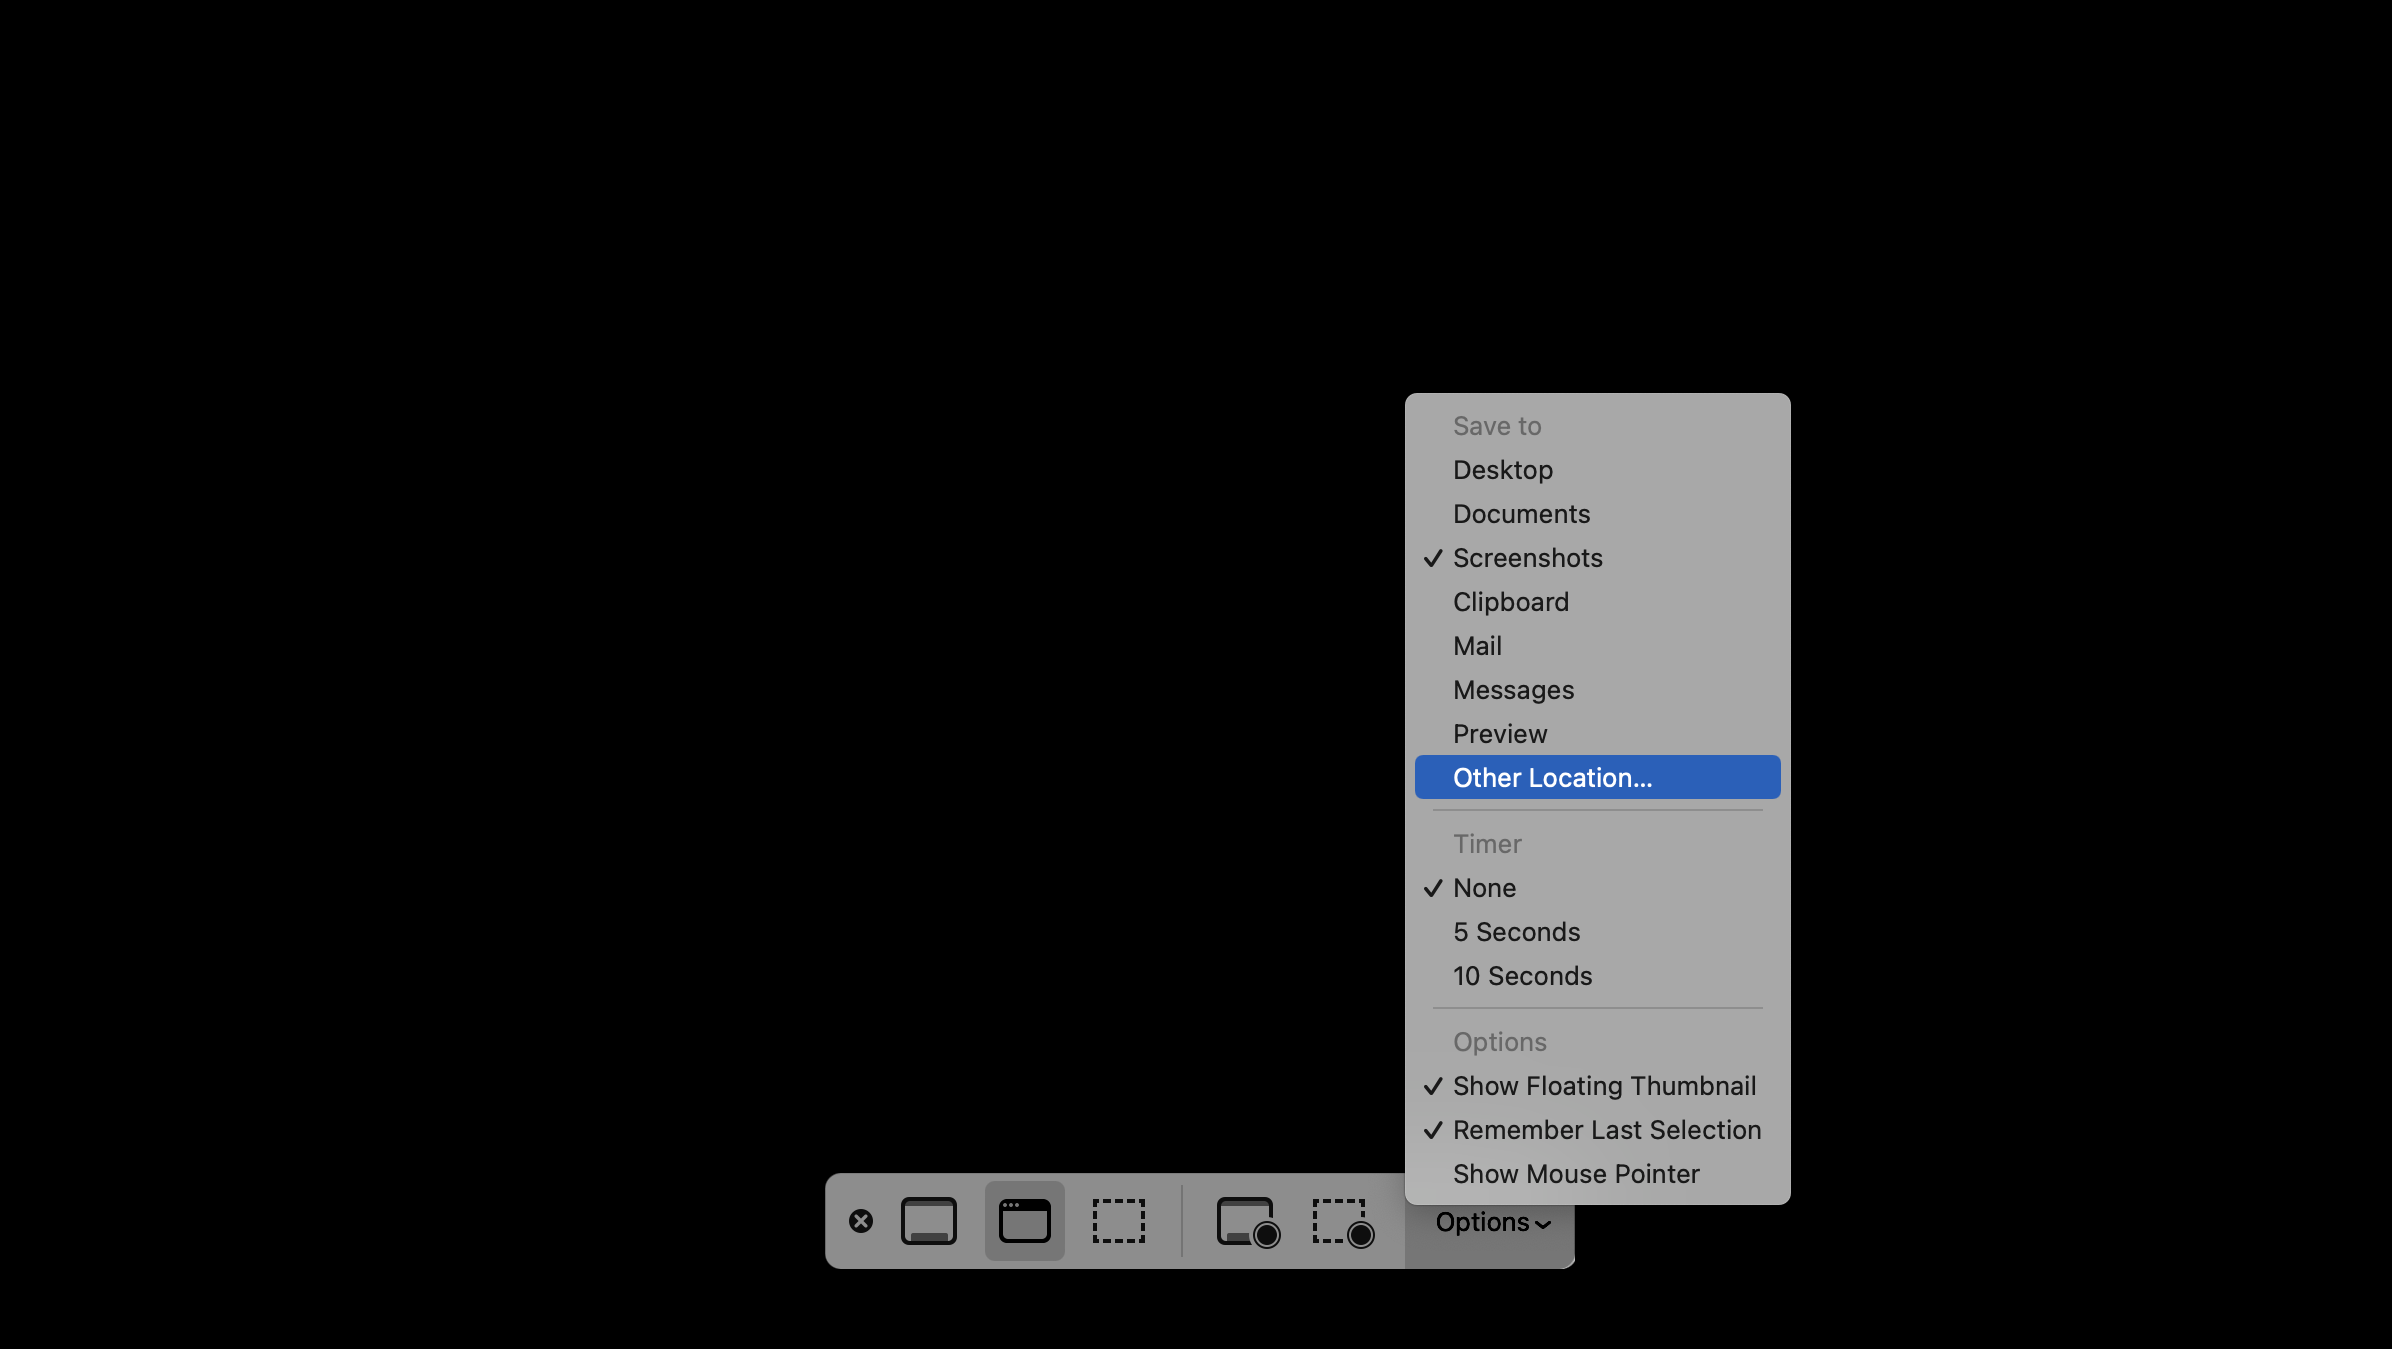 Save to
Desktop
Documents
✓ Screenshots
Clipboard
Mail
Messages
Preview
Other Location...
Timer
✓ None
5 Seconds
10 Seconds
Options
✓ Show Floating Thumbnail
✓ Remember Last Selection
Show Mouse Pointer
Options